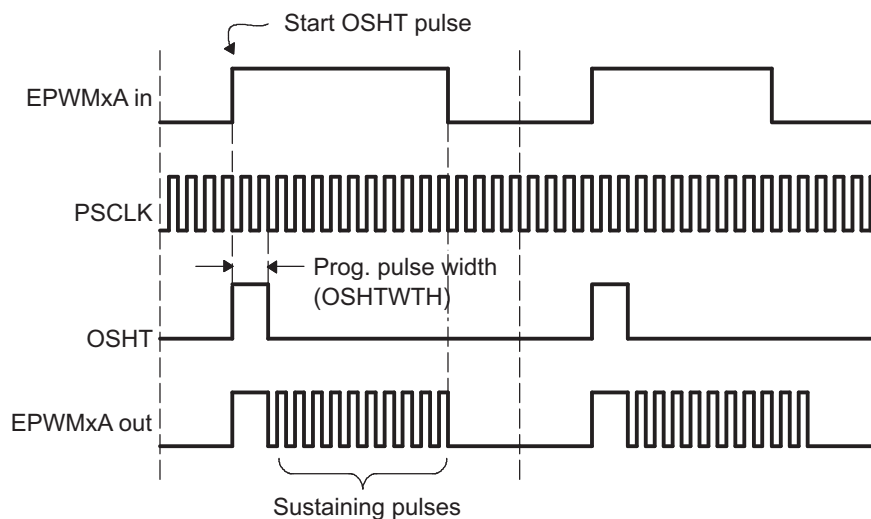 Start OSHT pulse
EPWMxA in
PSCLK
Prog. pulse width
(OSHTWTH)
OSHT
EPWMxA out
Sustaining pulses